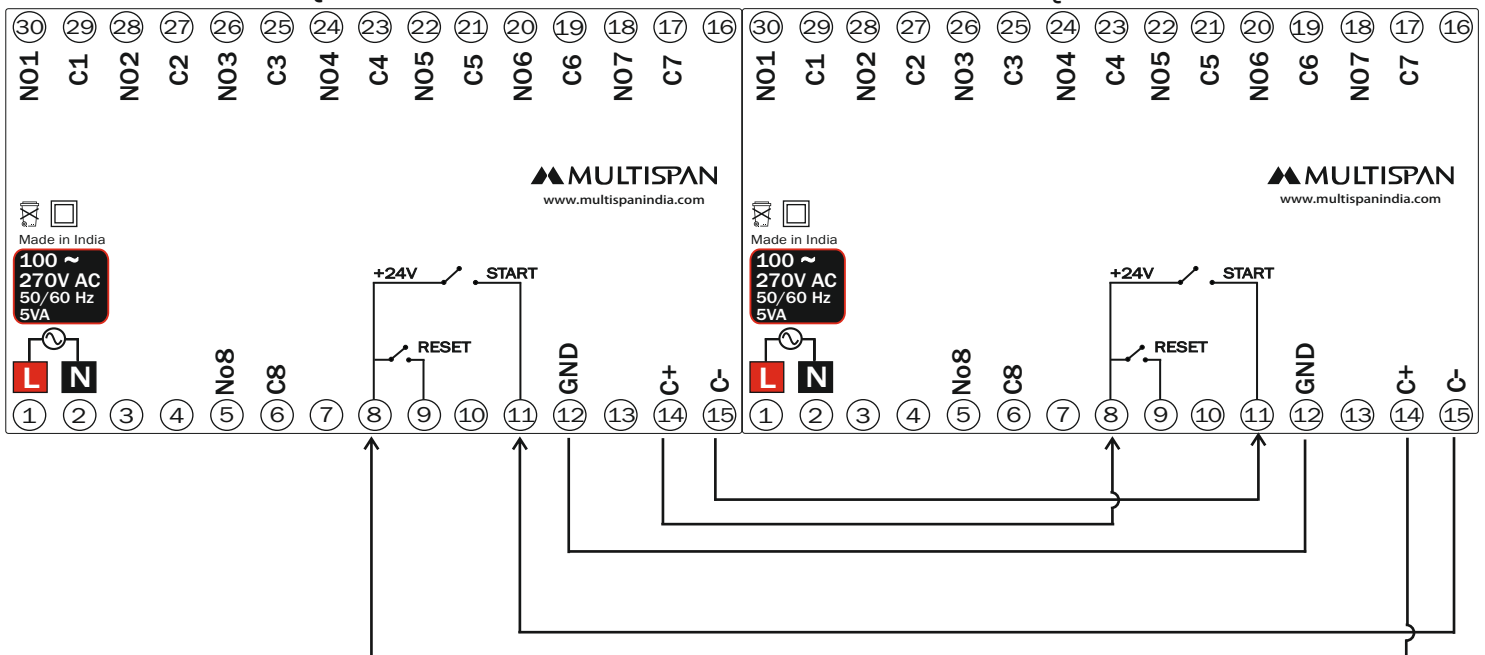 30 29 28 27 26 25 24 23 22 21 20 19 18 17 16
NO1 C1 NO2 C2 NO3 C3 NO4 C4 NO5 C5 NO6 C6 NO7 C7
MULTISPAN
www.multispanindia.com
Made in India
100 ~
270V AC
50/60 Hz
5VA
+24V START
RESET
L N No8 C8 GND C+ C-
1 2 3 4 5 6 7 8 9 10 11 12 13 14 15
30 29 28 27 26 25 24 23 22 21 20 19 18 17 16
NO1 C1 NO2 C2 NO3 C3 NO4 C4 NO5 C5 NO6 C6 NO7 C7
MULTISPAN
www.multispanindia.com
Made in India
100 ~
270V AC
50/60 Hz
5VA
+24V START
RESET
L N No8 C8 GND C+ C-
1 2 3 4 5 6 7 8 9 10 11 12 13 14 15